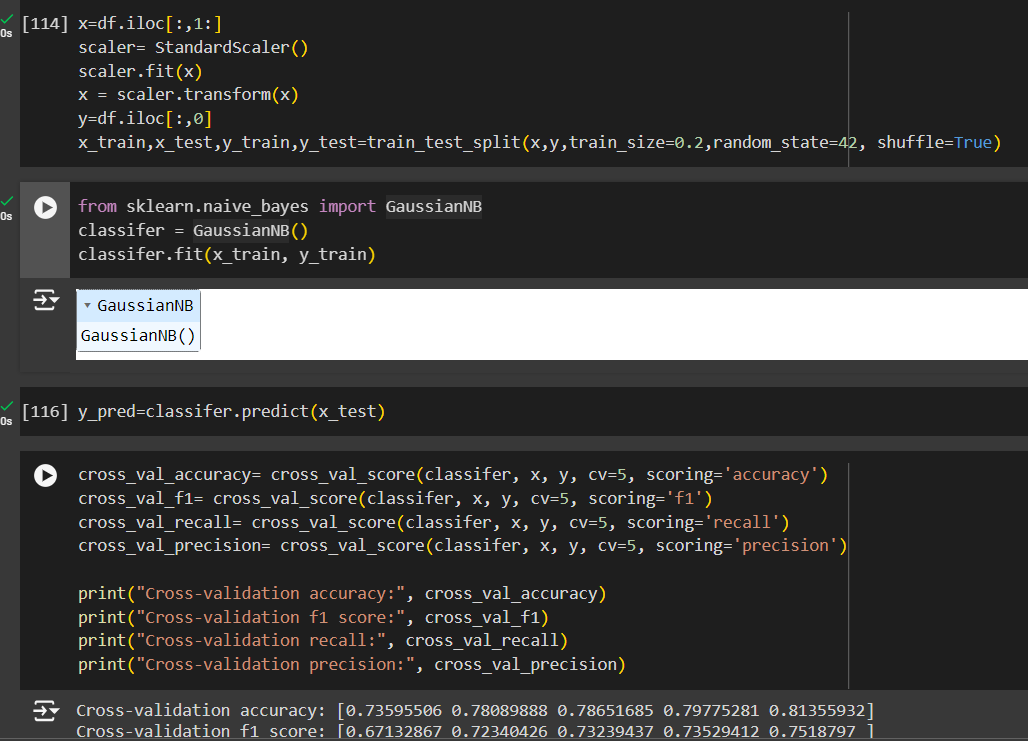 0s
[114] x=df.iloc[:,1:]
scaler= StandardScaler()
scaler.fit(x)
x = scaler.transform(x)
y=df.iloc[:,0]
x_train,x_test,y_train,y_test=train_test_split(x,y,train_size=0.2,random_state=42, shuffle=True)
0s
from sklearn.naive_bayes import GaussianNB
classifer = GaussianNB()
classifer.fit(x_train, y_train)
GaussianNB
GaussianNB()
0s
[116] y_pred=classifer.predict(x_test)
cross_val_accuracy= cross_val_score(classifer, x, y, cv=5, scoring='accuracy')
cross_val_f1= cross_val_score(classifer, x, y, cv=5, scoring='f1')
cross_val_recall= cross_val_score(classifer, x, y, cv=5, scoring='recall')
cross_val_precision= cross_val_score(classifer, x, y, cv=5, scoring='precision')
print("Cross-validation accuracy:", cross_val_accuracy)
print("Cross-validation f1 score:", cross_val_f1)
print("Cross-validation recall:", cross_val_recall)
print("Cross-validation precision:", cross_val_precision)
Cross-validation accuracy: [0.73595506 0.78089888 0.78651685 0.79775281 0.81355932]
Cross-validation f1 score: [0.67132867 0.72340426 0.73239437 0.73529412 0.7518797 ]